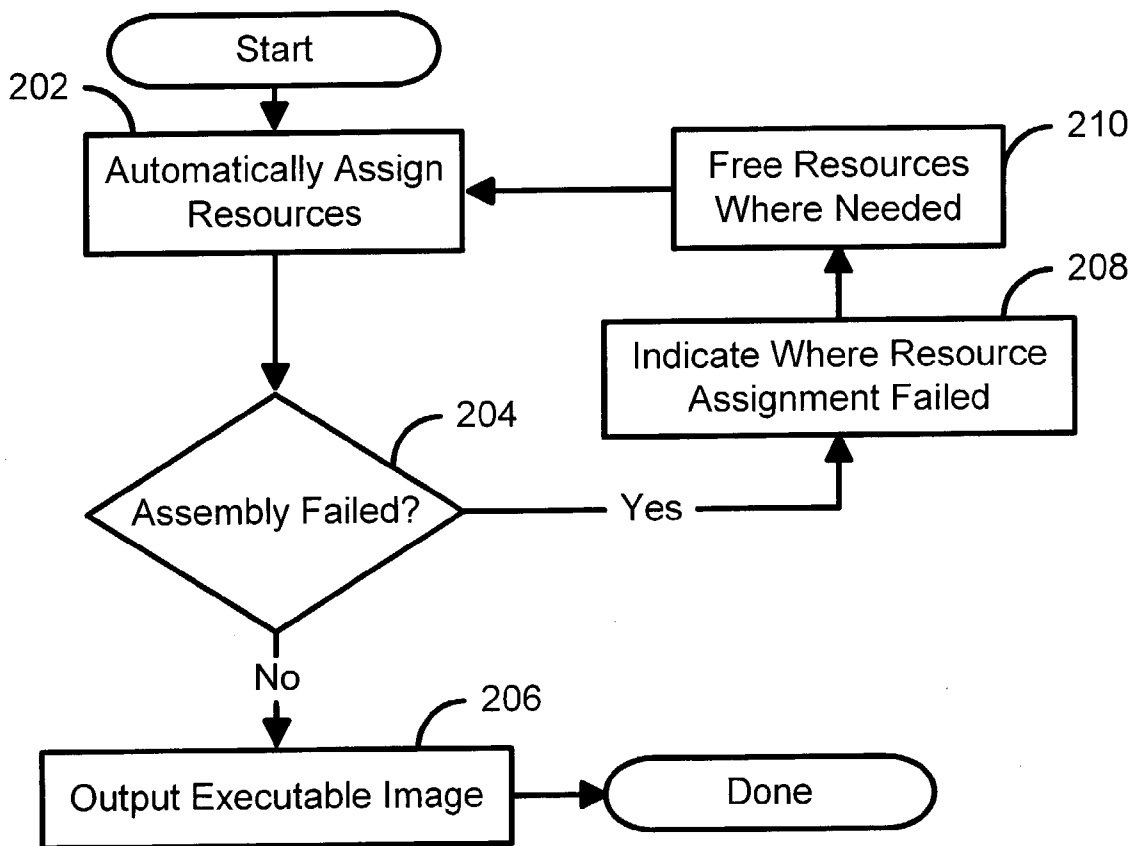 Start
202
Automatically Assign
Resources
210
Free Resources
Where Needed
208
Indicate Where Resource
Assignment Failed
204
Assembly Failed?
Yes
No
206
Output Executable Image
Done